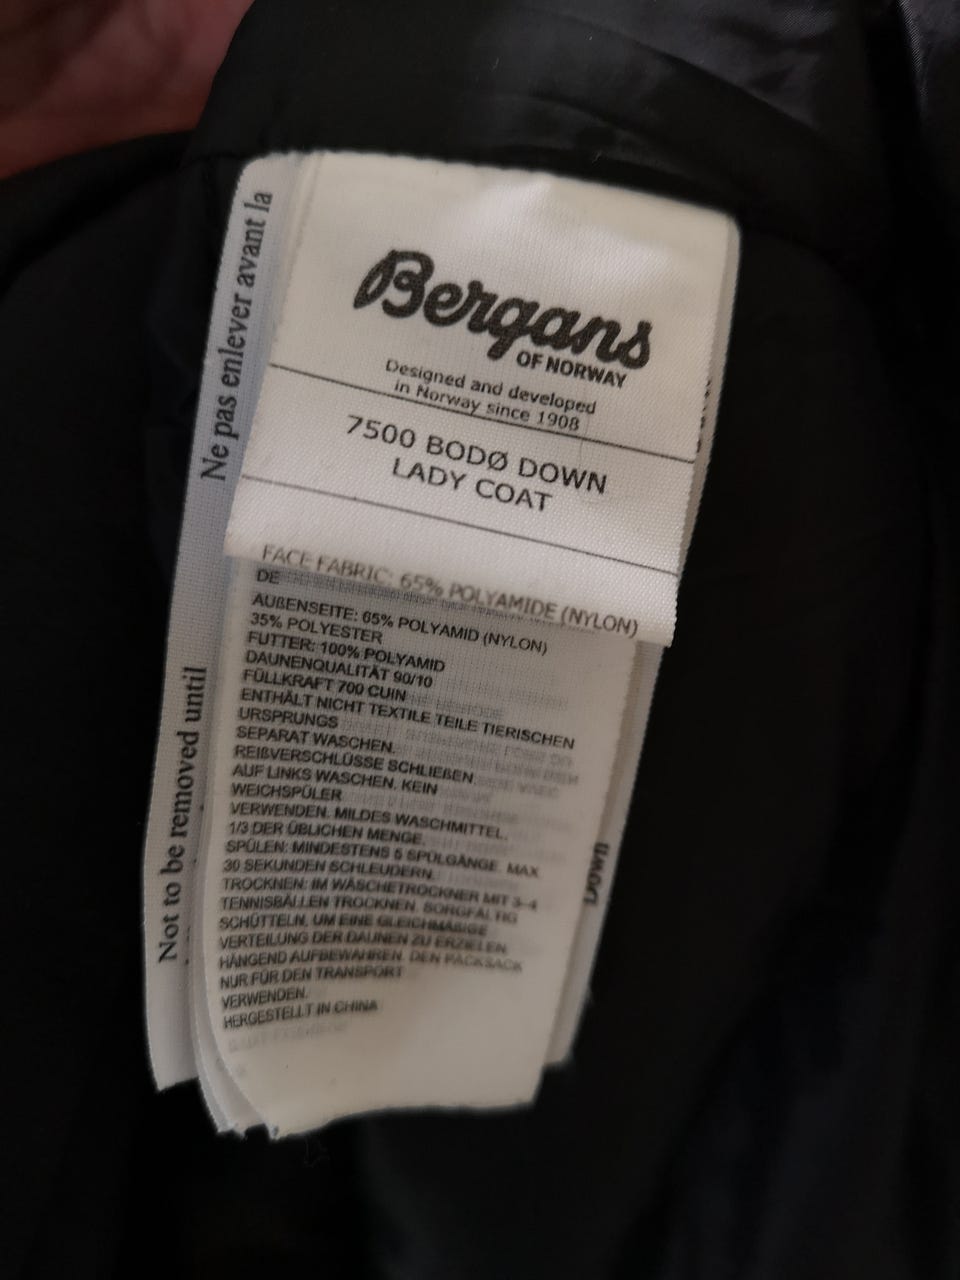 Bergans
OF NORWAY
Designed and developed
in Norway since 1908
7500 BODØ DOWN
LADY COAT
FACE FABRIC: 65% POLYAMIDE (NYLON)
DE
AUßENSEITE: 65% POLYAMID (NYLON)
35% POLYESTER
FUTTER: 100% POLYAMID
DAUNENQUALITÄT 90/10
FÜLLKRAFT 700 CUIN
ENTHÄLT NICHT TEXTILE TEILE TIERISCHEN
URSPRUNGS
SEPARAT WASCHEN.
REIßVERSCHLÜSSE SCHLIEßEN.
AUF LINKS WASCHEN. KEIN
WEICHSPÜLER
VERWENDEN. MILDES WASCHMITTEL.
1/3 DER ÜBLICHEN MENGE.
SPÜLEN: MINDESTENS 5 SPÜLGÄNGE. MAX
30 SEKUNDEN SCHLEUDERN.
TROCKNEN: IM WÄSCHETROCKNER MIT 3-4
TENNISBÄLLEN TROCKNEN. SORGFÄLTIG
SCHÜTTELN, UM EINE GLEICHMÄßIGE
VERTEILUNG DER DAUNEN ZU ERZIELEN.
HÄNGEND AUFBEWAHREN. DEN PACKSACK
NUR FÜR DEN TRANSPORT
VERWENDEN.
HERGESTELLT IN CHINA
Ne pas enlever avant la
Not to be removed until
Down